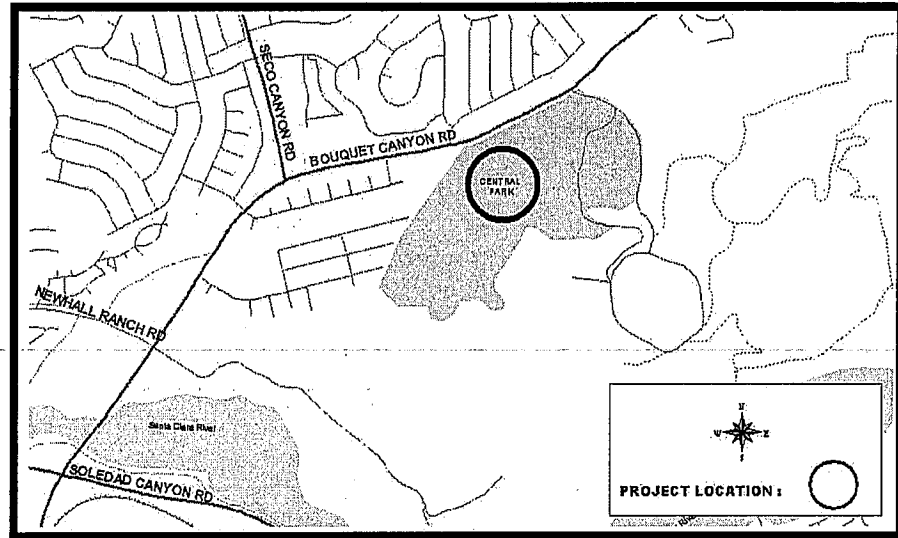 SECO CANYON RD
BOUQUET CANYON RD
CENTRAL
PARK
NEWHALL RANCH RD
Santa Clara River
SOLEDAD CANYON RD
N
W E
S
PROJECT LOCATION :